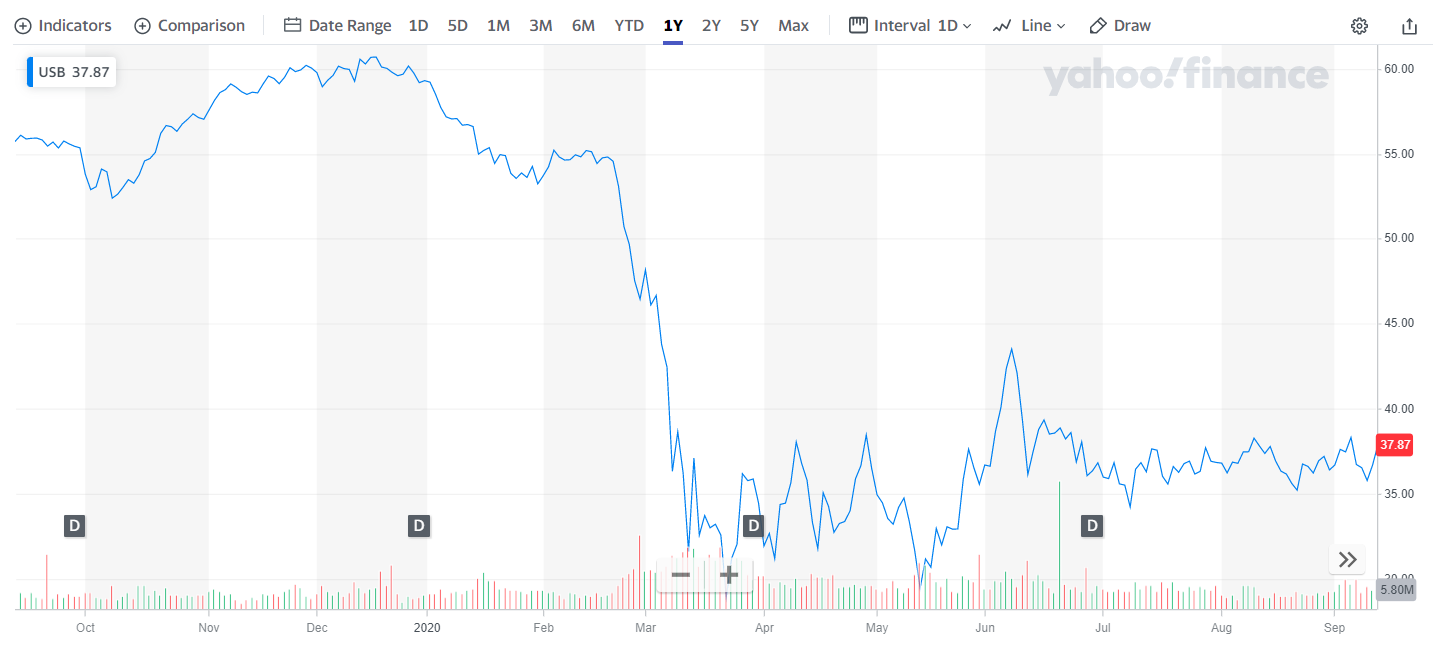 Indicators Comparison Date Range 1D 5D 1M 3M 6M YTD 1Y 2Y 5Y Max Interval 1D Line Draw
USB 37.87
yahoo!finance
60.00
55.00
50.00
45.00
40.00
37.87
35.00
D D D D
30.00
5.80M
Oct Nov Dec 2020 Feb Mar Apr May Jun Jul Aug Sep